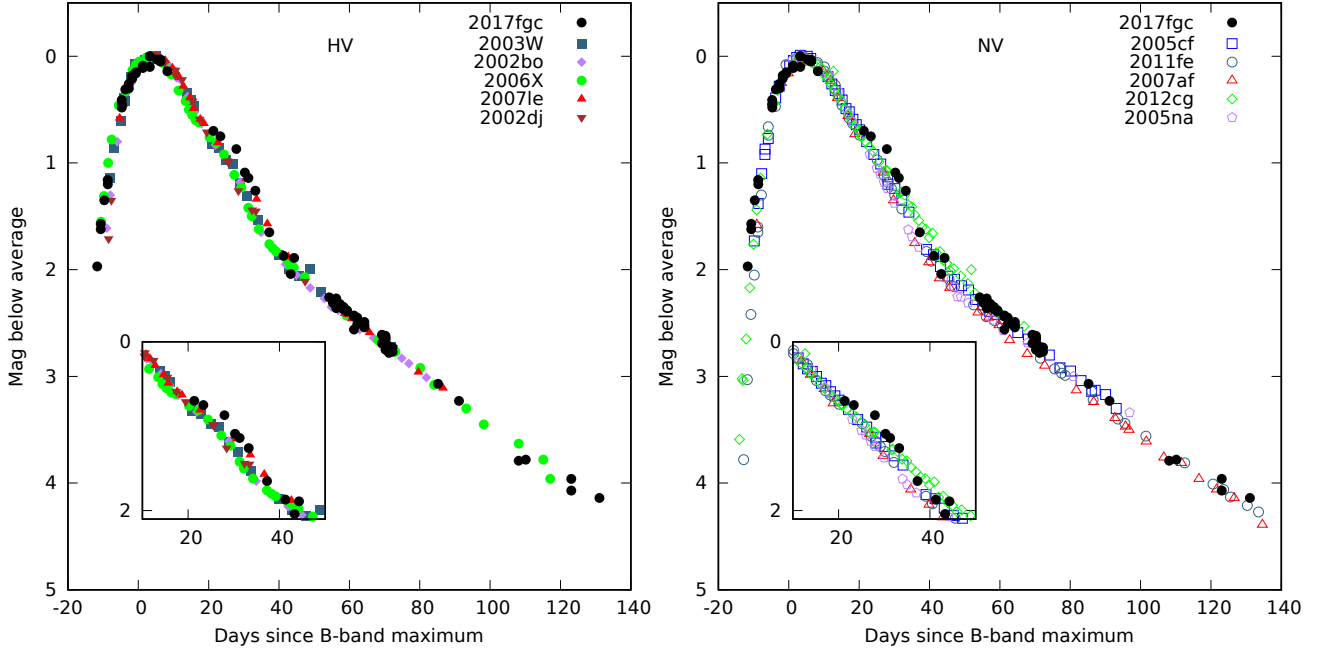 HV
2017fgc
2003W
2002bo
2006X
2007le
2002dj
0
1
2
3
4
5
-20
0
20
40
60
80
100
120
140
0
2
20
40
Mag below average
Days since B-band maximum
NV
2017fgc
2005cf
2011fe
2007af
2012cg
2005na
0
1
2
3
4
5
-20
0
20
40
60
80
100
120
140
0
2
20
40
Mag below average
Days since B-band maximum